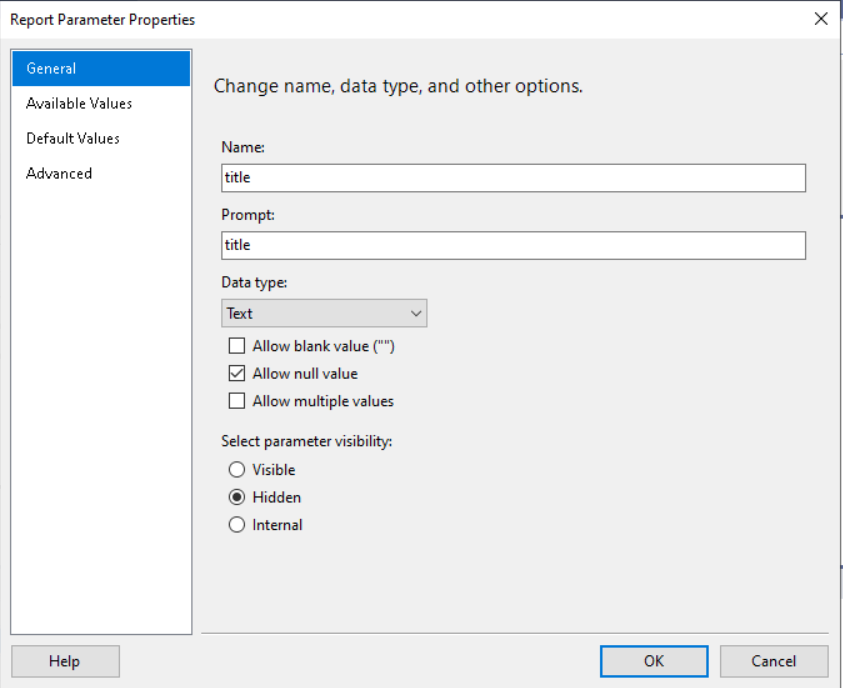 Report Parameter Properties
General
Available Values
Default Values
Advanced
Change name, data type, and other options.
Name:
title
Prompt:
title
Data type:
Text
Allow blank value ("")
Allow null value
Allow multiple values
Select parameter visibility:
Visible
Hidden
Internal
Help
OK
Cancel